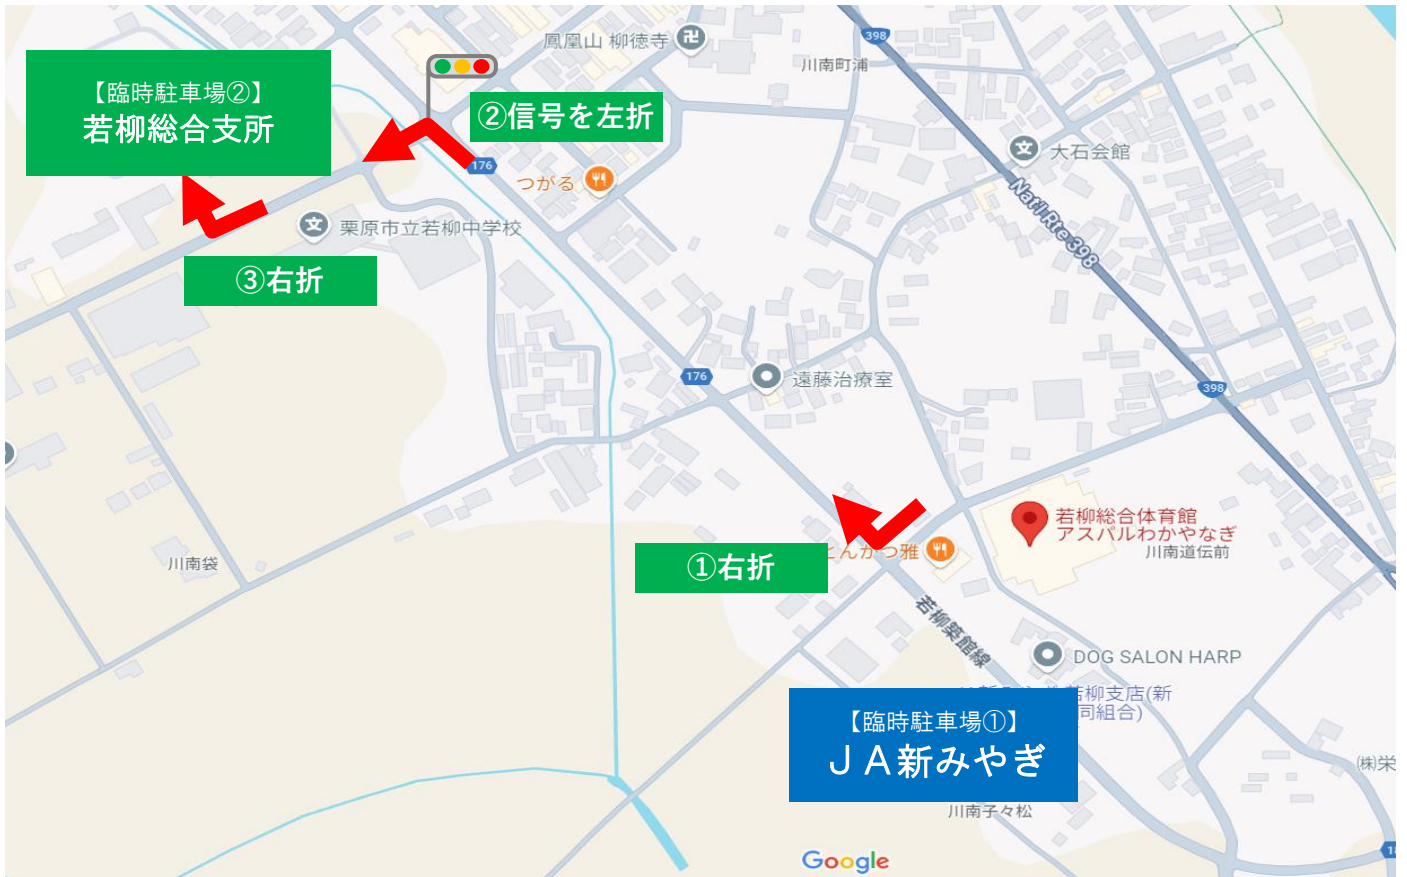 【臨時駐車場②】
若柳総合支所
②信号を左折
③右折
①右折
【臨時駐車場①】
ＪＡ新みやぎ
鳳凰山 柳徳寺
398
川南町浦
大石会館
176
つがる
Nat'l Rte 398
栗原市立若柳中学校
176
遠藤治療室
398
若柳総合体育館
アスパルわかやなぎ
川南道伝前
とんかつ雅
川南袋
若柳築館線
DOG SALON HARP
若柳支店(新
同組合)
㈱栄
川南子々松
Google